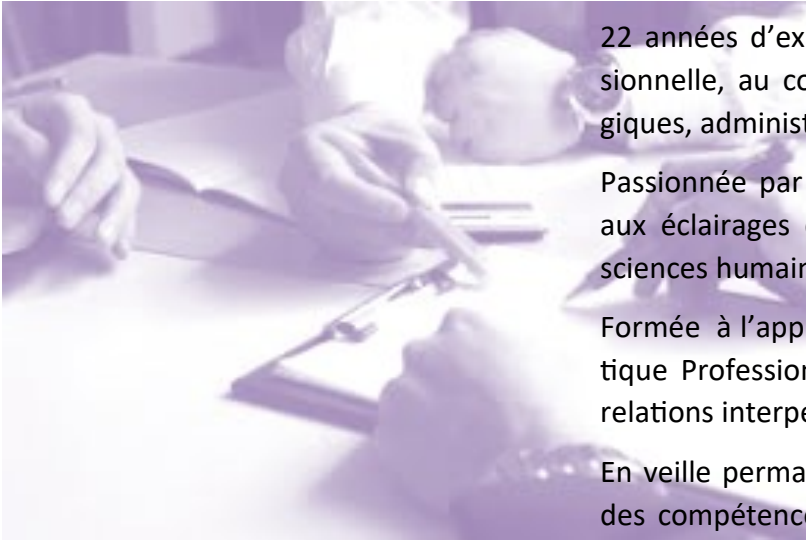 22 années d’ex
sionnelle, au co
giques, administ
Passionnée par
aux éclairages
sciences humain
Formée à l’app
tique Profession
relations interpe
En veille perma
des compétence